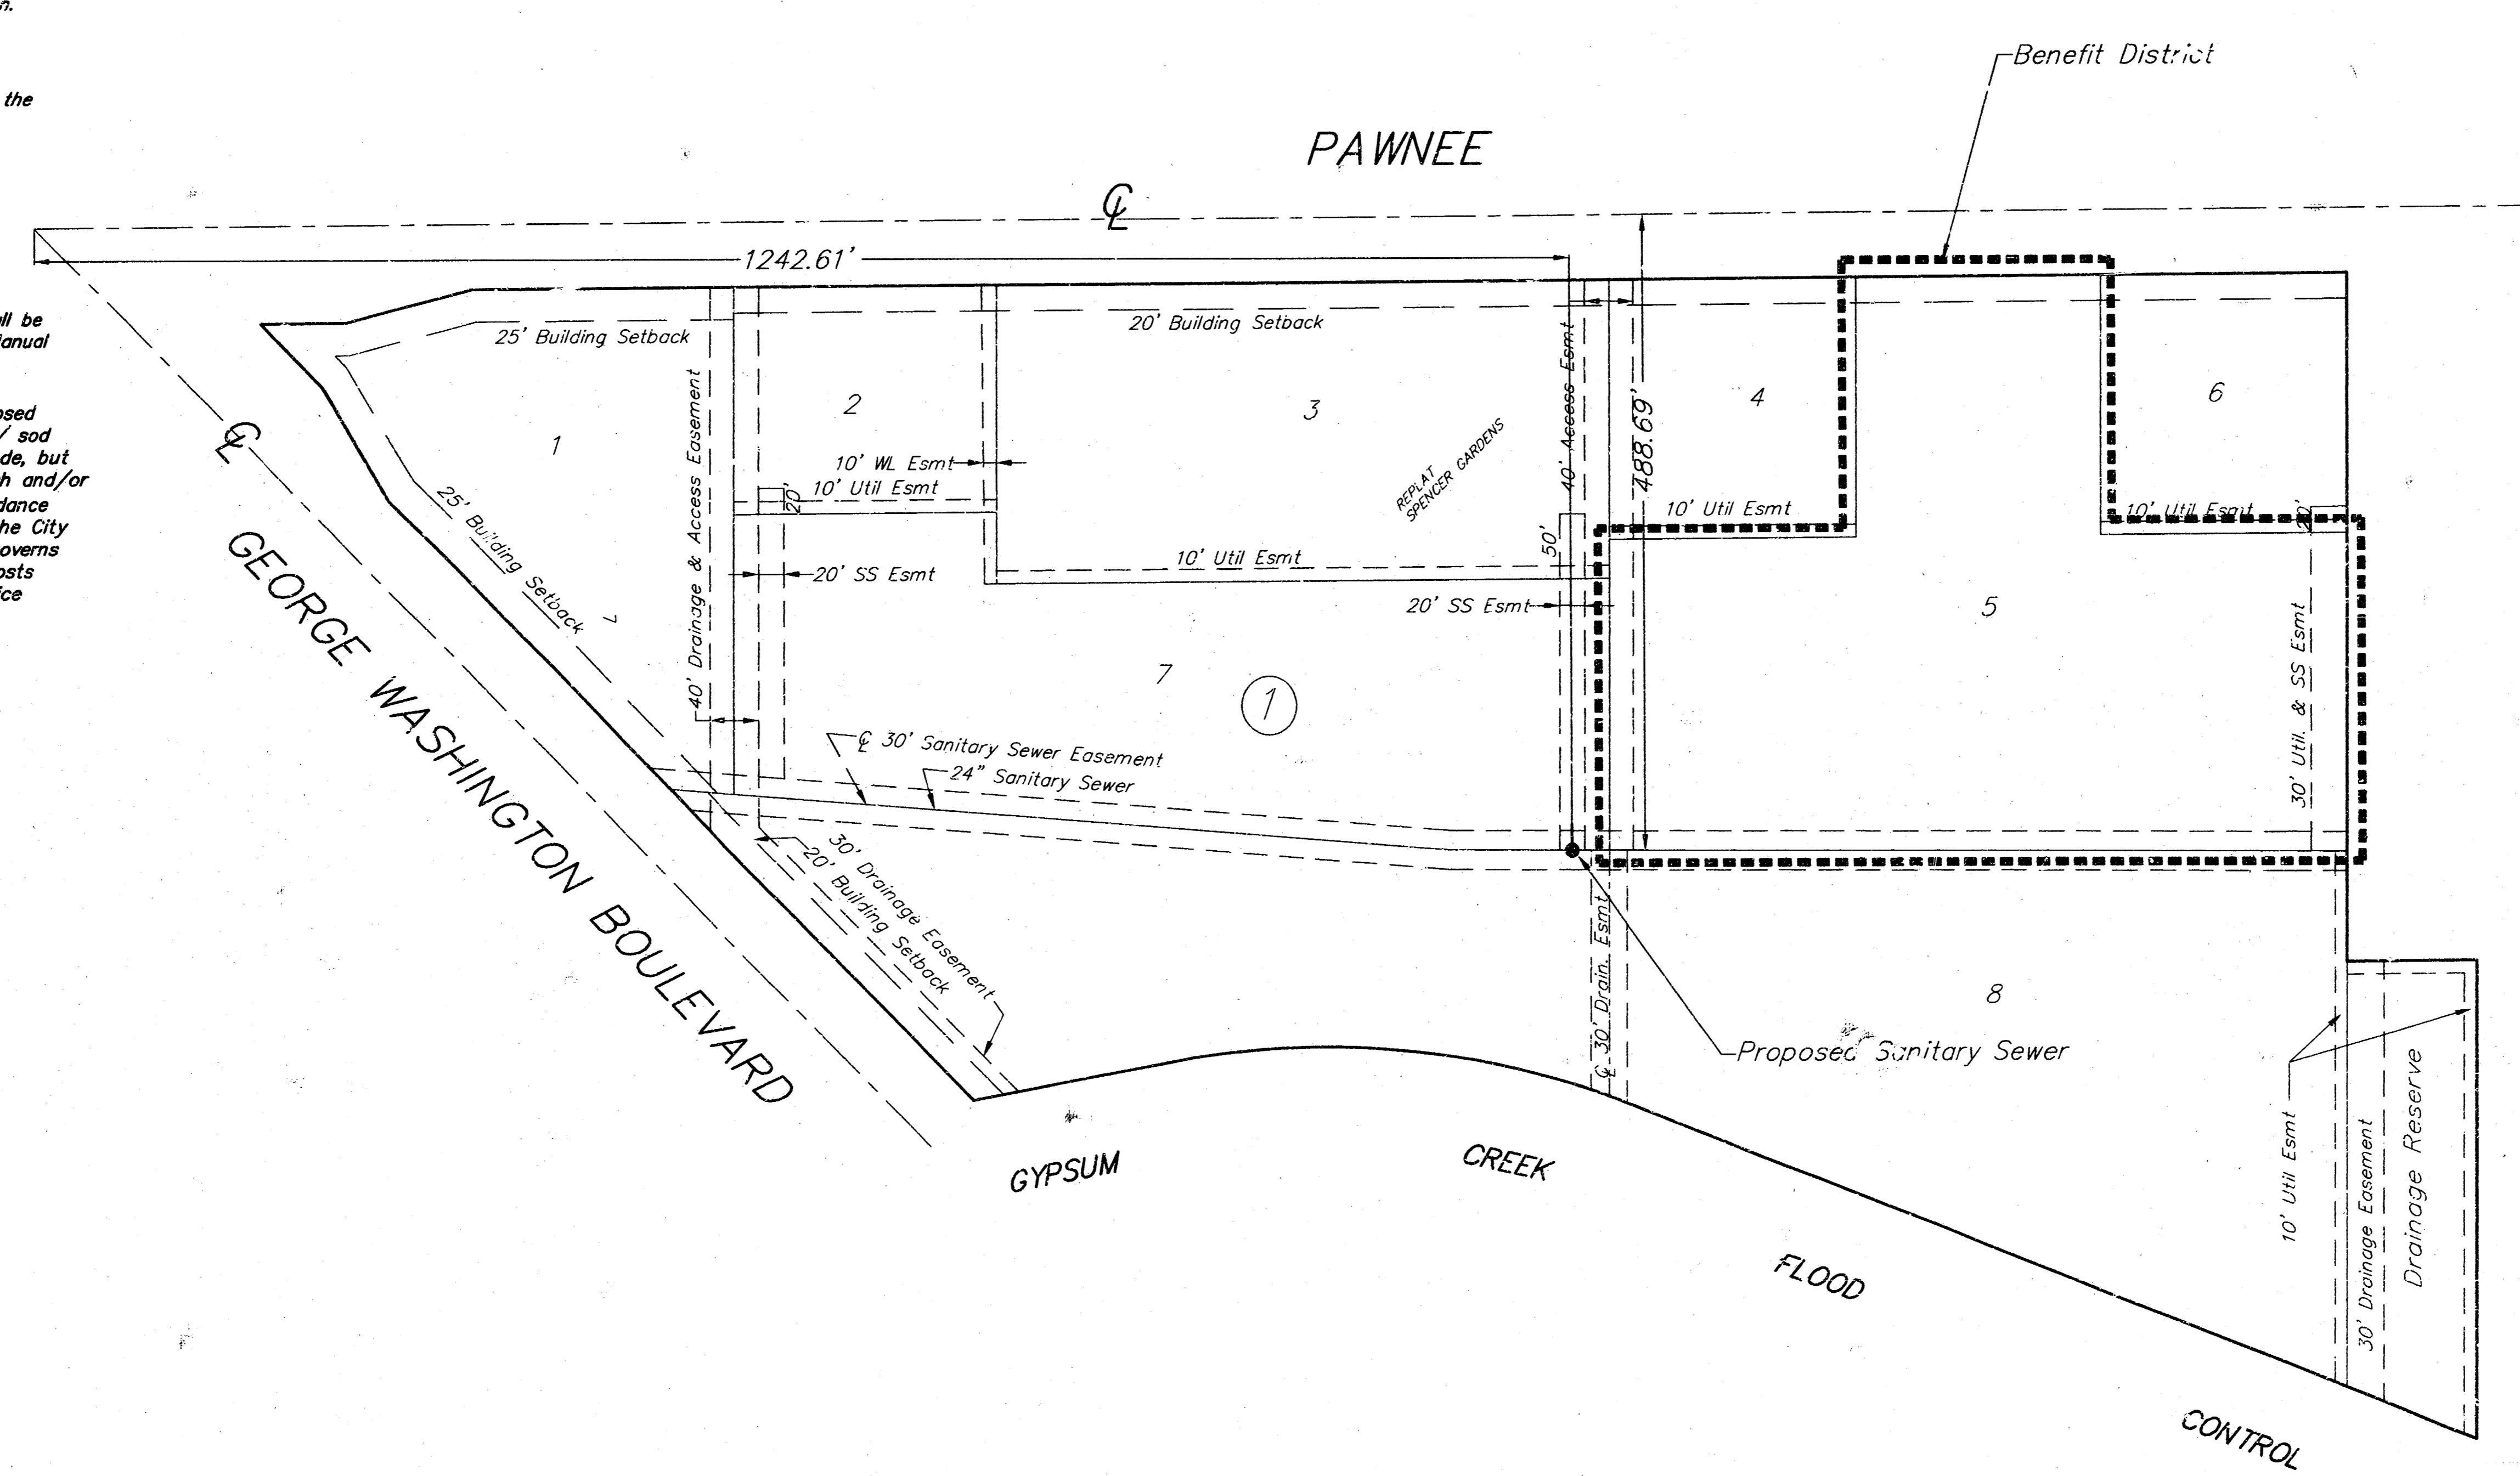 n.
the
ll be
anual
osed
/ sod
de, but
h and/or
dance
he City
overns
osts
ice
Benefit District
PAWNEE
℄
1242.61'
25' Building Setback
20' Building Setback
1
2
3
4
5
6
7
8
1
℄
GEORGE WASHINGTON BOULEVARD
25' Building Setback
40' Drainage & Access Easement
10' WL Esmt
10' Util Esmt
20'
20' SS Esmt
10' Util Esmt
REPLAT
SPENCER GARDENS
40' Access Esmt
488.69'
50'
20' SS Esmt
10' Util Esmt
10' Util Esmt
20'
30' Util. & SS Esmt
℄ 30' Sanitary Sewer Easement
24" Sanitary Sewer
30' Drainage Easement
20' Building Setback
℄ 30' Drain. Esmt
Proposed Sanitary Sewer
10' Util Esmt
30' Drainage Easement
Drainage Reserve
GYPSUM
CREEK
FLOOD
CONTROL